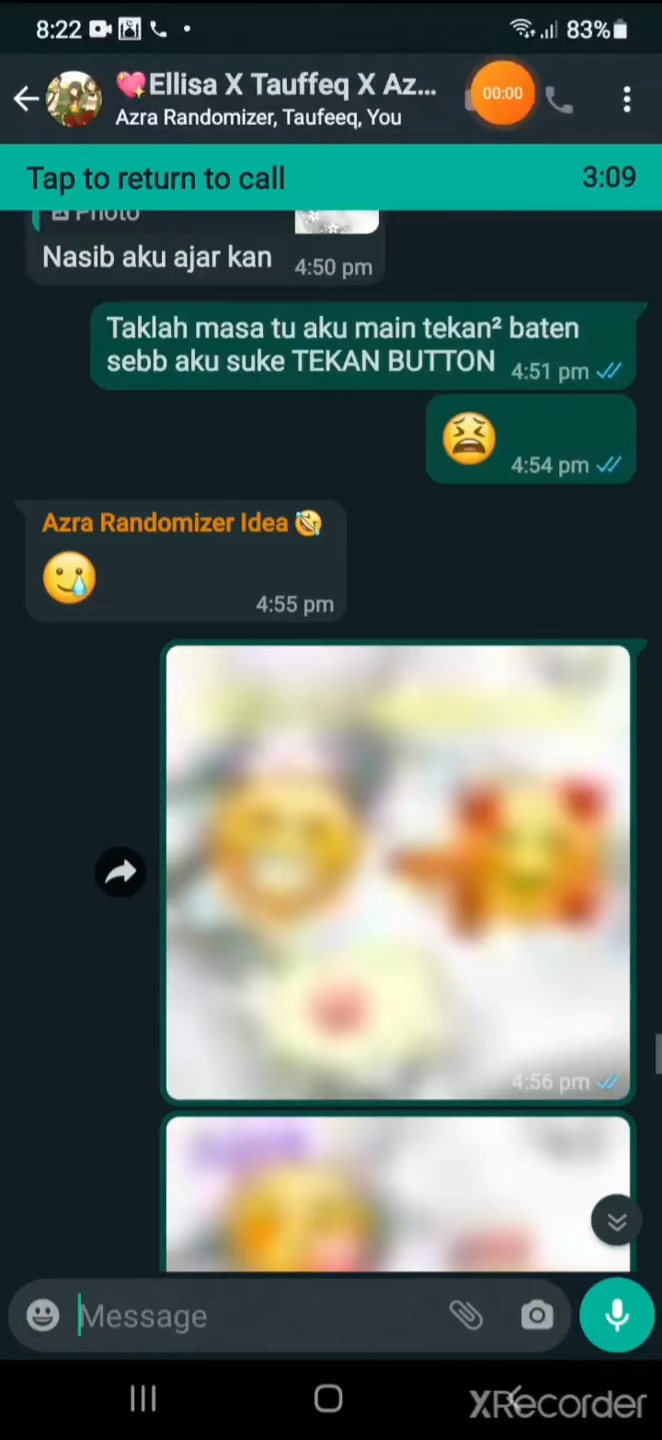 8:22
83%
💖Ellisa X Tauffeq X Az...
00:00
Azra Randomizer, Taufeeq, You
Tap to return to call
3:09
Photo
Nasib aku ajar kan
4:50 pm
Taklah masa tu aku main tekan² baten
sebb aku suke TEKAN BUTTON
4:51 pm
4:54 pm
Azra Randomizer Idea 🤣
4:55 pm
4:56 pm
Message
XRecorder